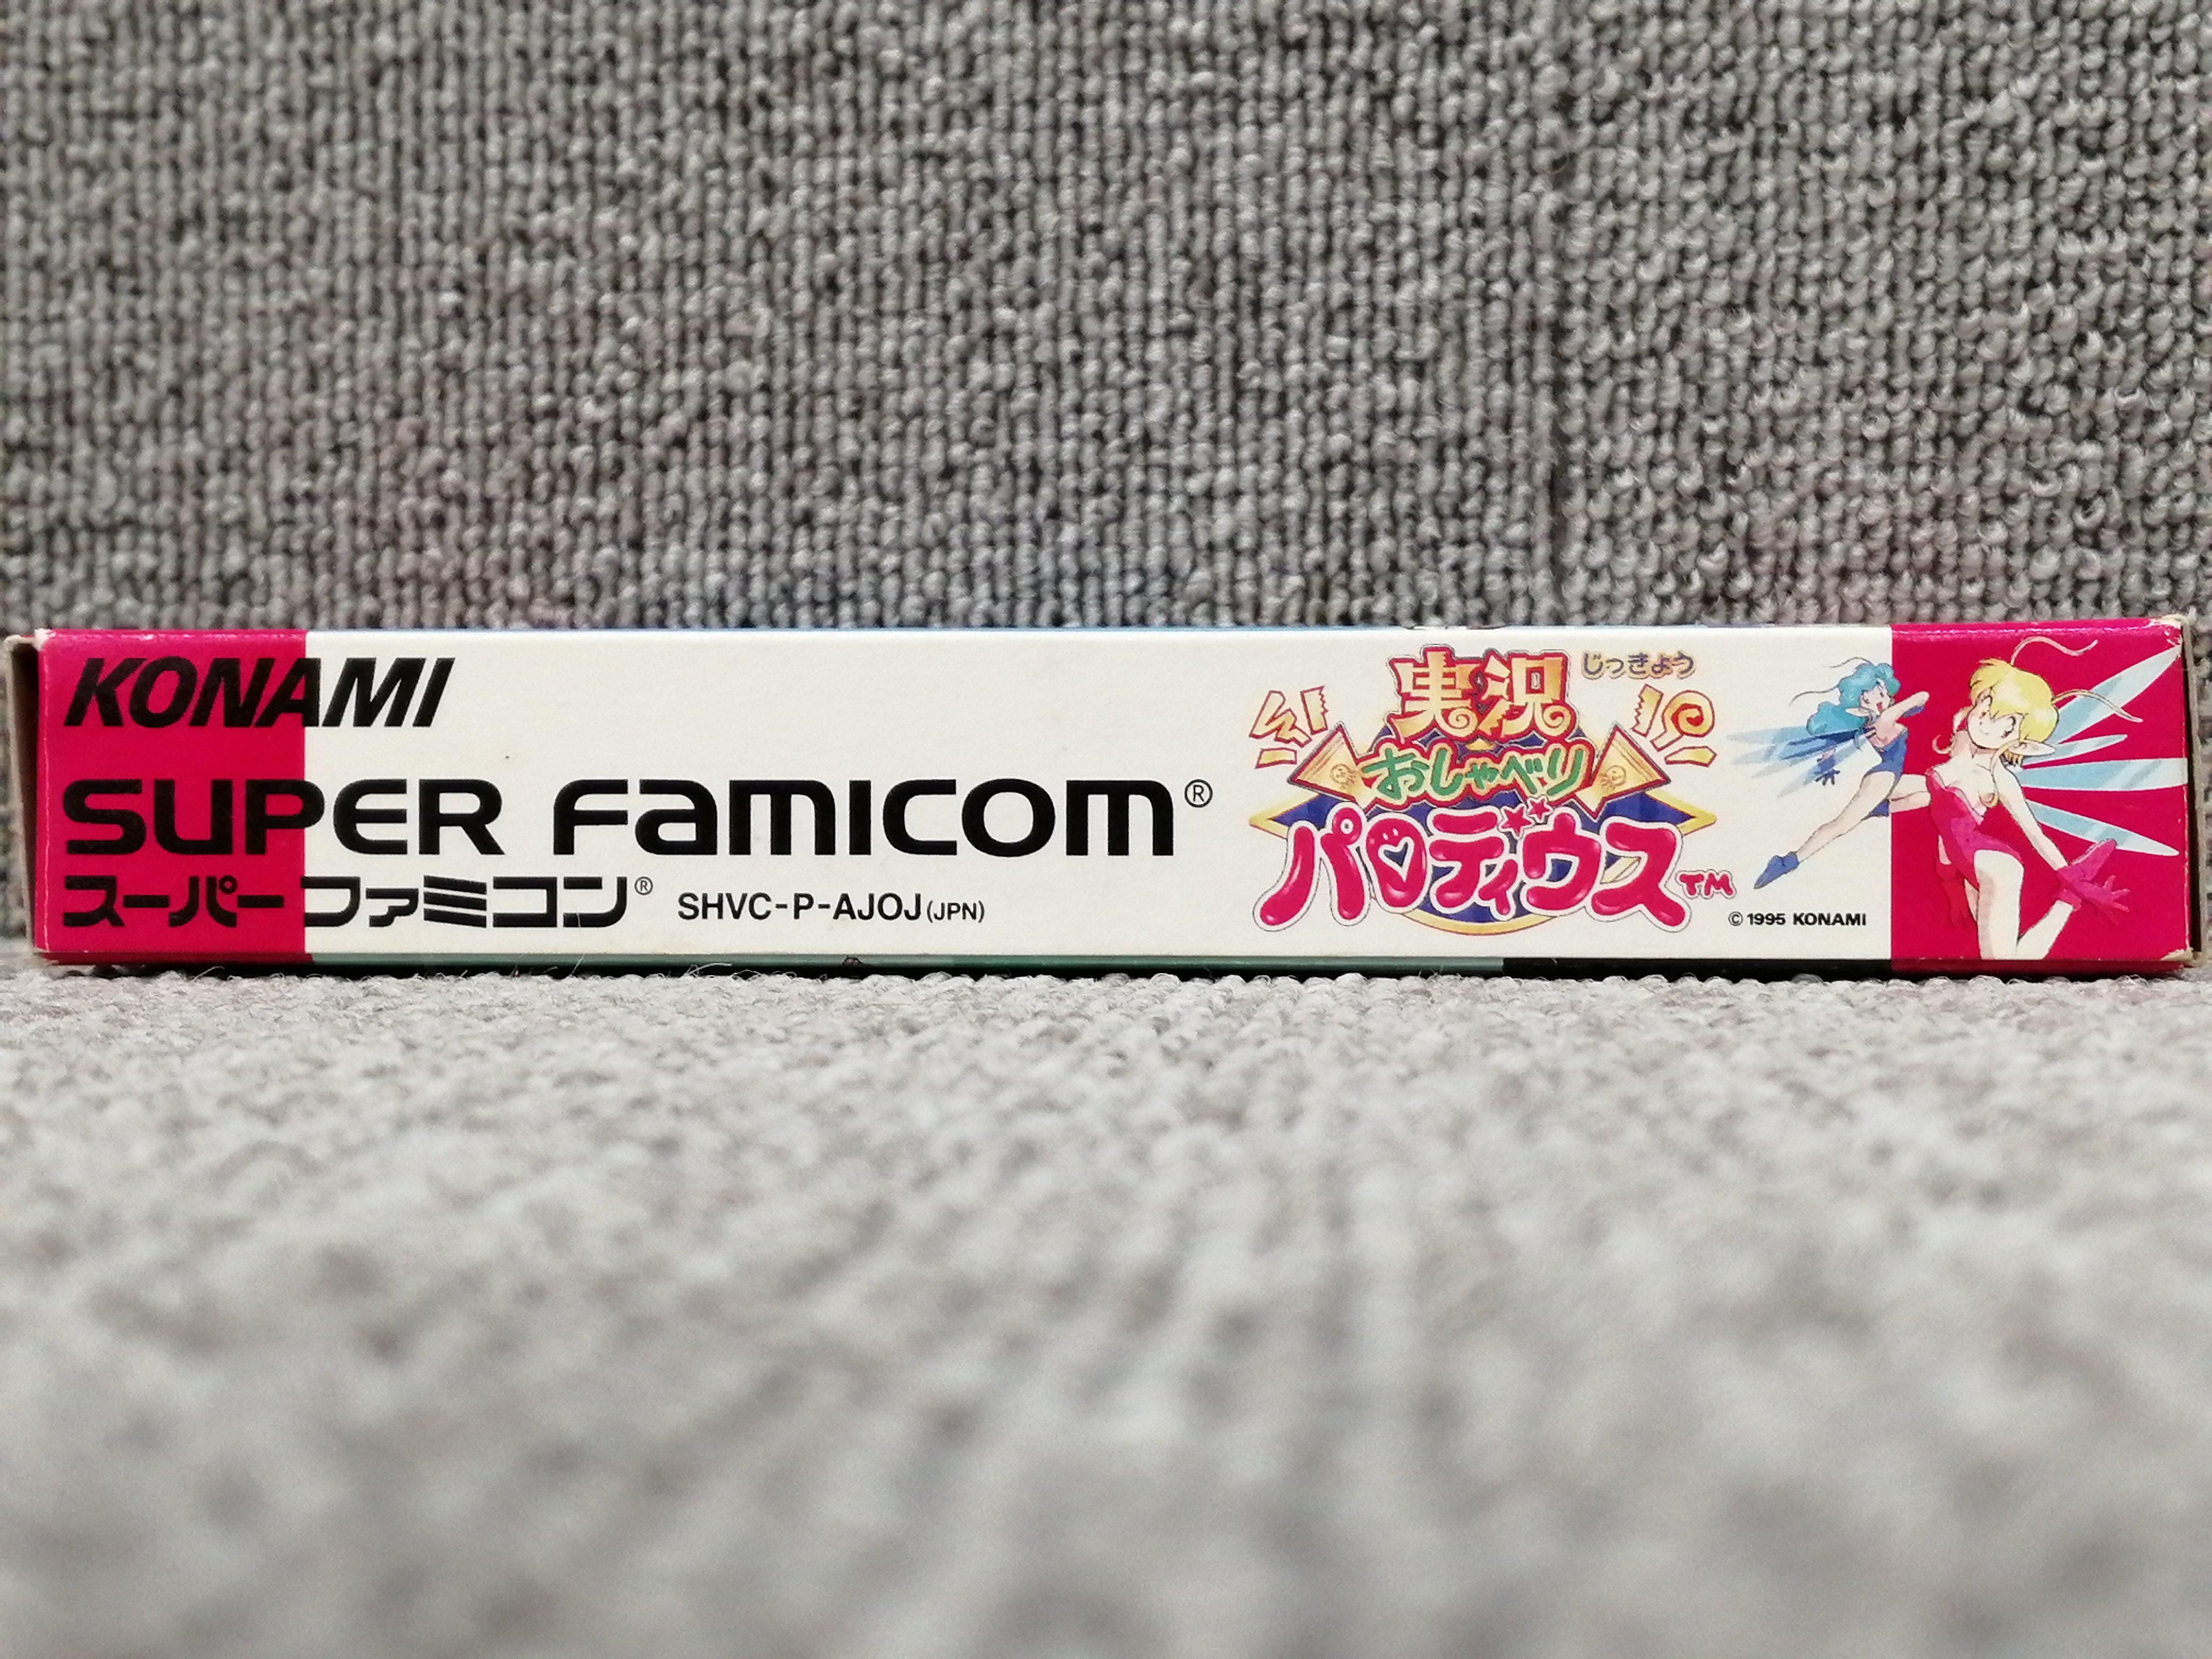 KONAMI
SUPER FAMICOM®
スーパーファミコン® SHVC-P-AJOJ(JPN)
実況 じっきょう
おしゃべり
パロディウス™
© 1995 KONAMI